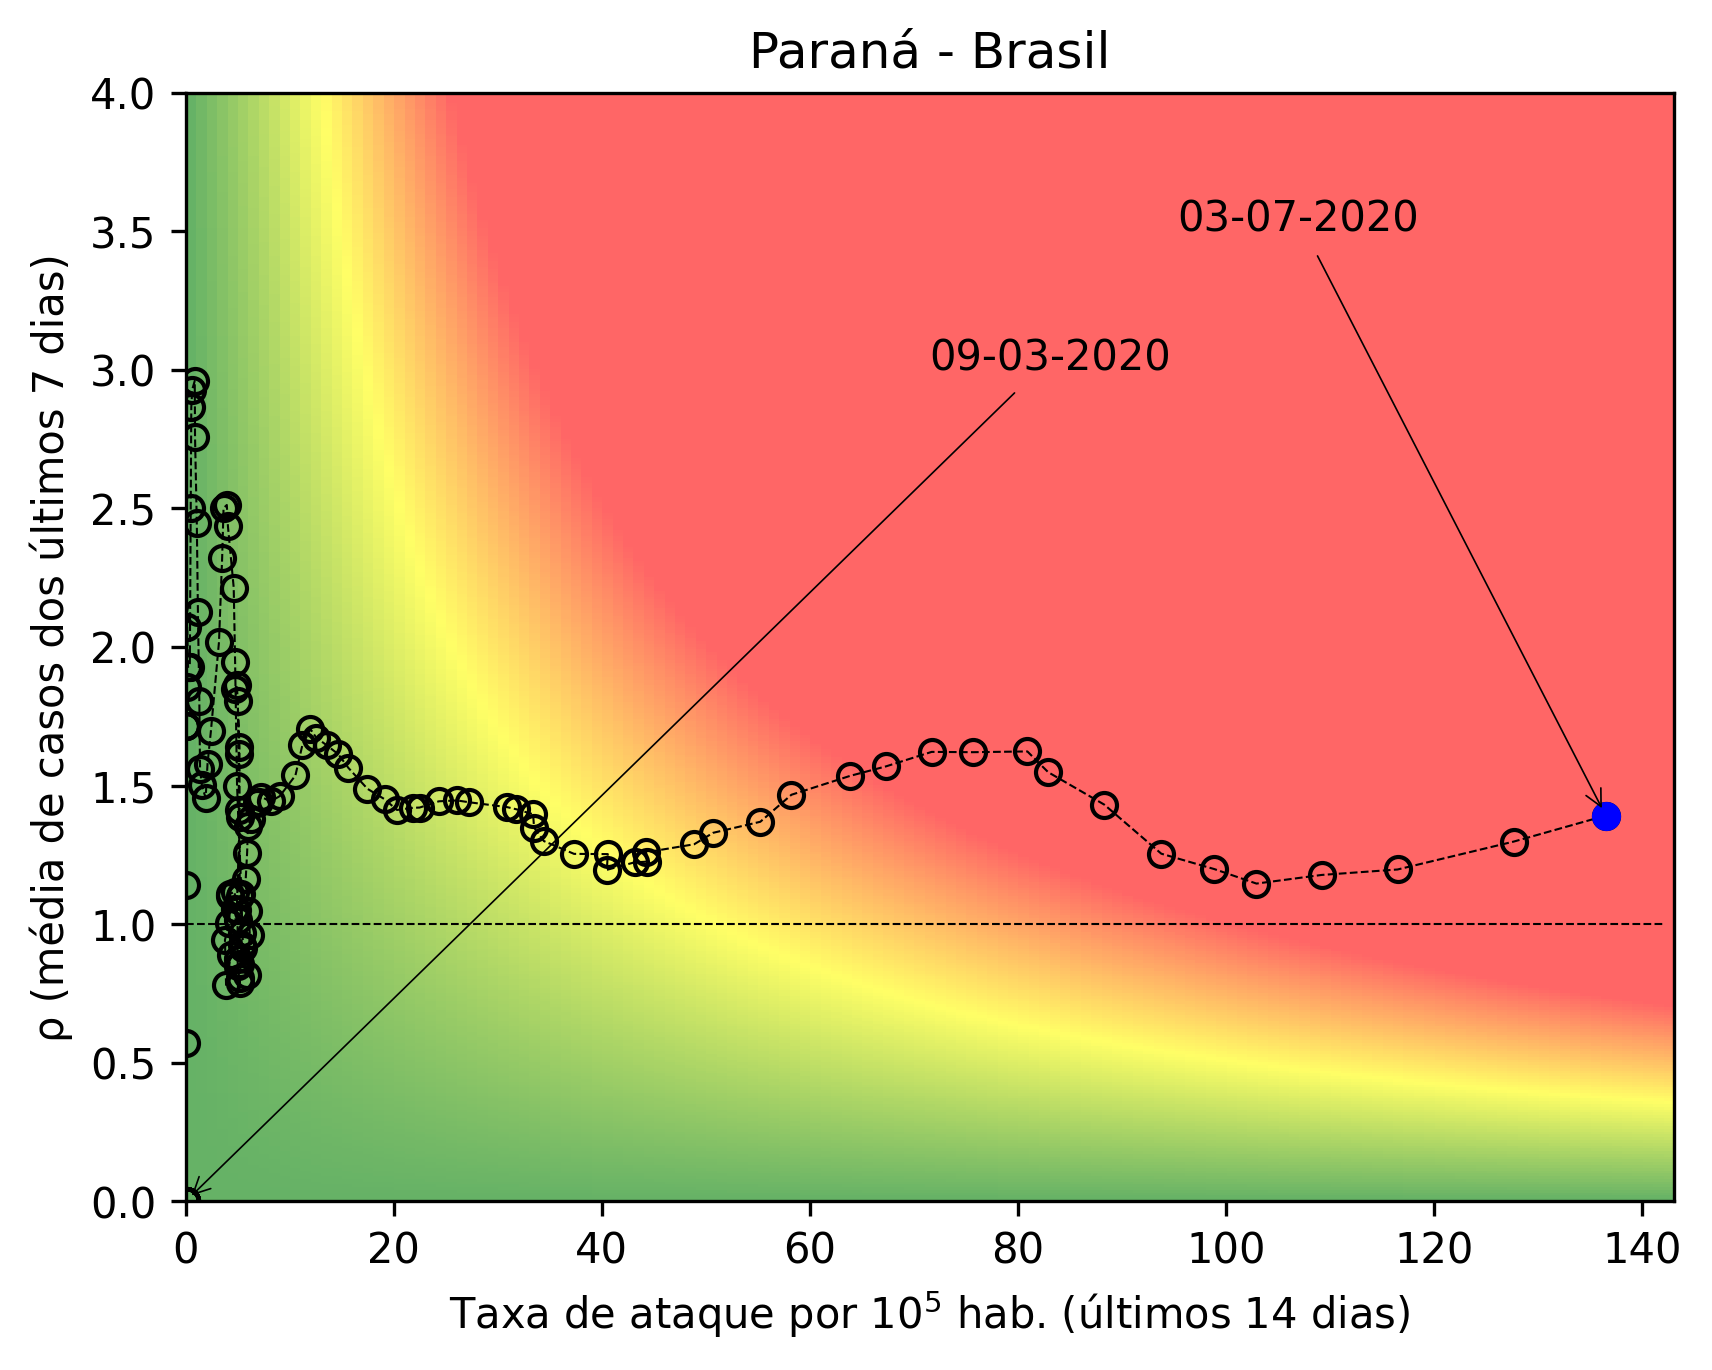 Paraná - Brasil
4.0
3.5
3.0
2.5
2.0
1.5
1.0
0.5
0.0
ρ (média de casos dos últimos 7 dias)
03-07-2020
09-03-2020
0 20 40 60 80 100 120 140
Taxa de ataque por 10⁵ hab. (últimos 14 dias)